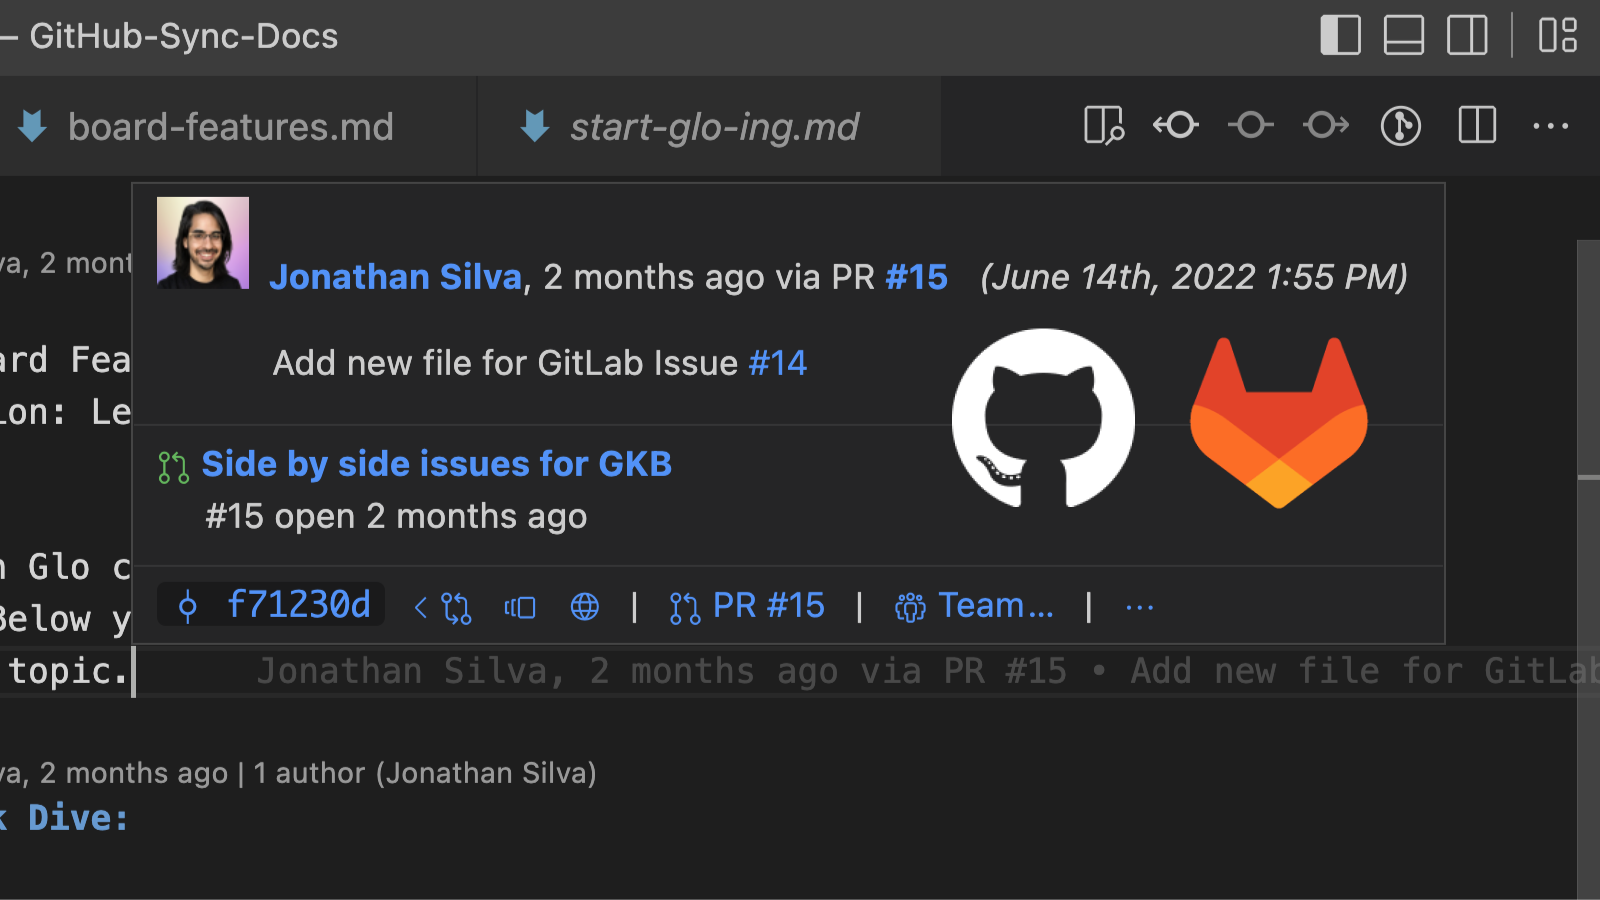 – GitHub-Sync-Docs
board-features.md
start-glo-ing.md
Jonathan Silva, 2 months ago via PR #15 (June 14th, 2022 1:55 PM)
Add new file for GitLab Issue #14
Side by side issues for GKB
#15 open 2 months ago
f71230d | PR #15 | Team... | ...
va, 2 mont
ard Fea
ion: Le
n Glo c
Below y
topic. Jonathan Silva, 2 months ago via PR #15 • Add new file for GitLab
va, 2 months ago | 1 author (Jonathan Silva)
k Dive: